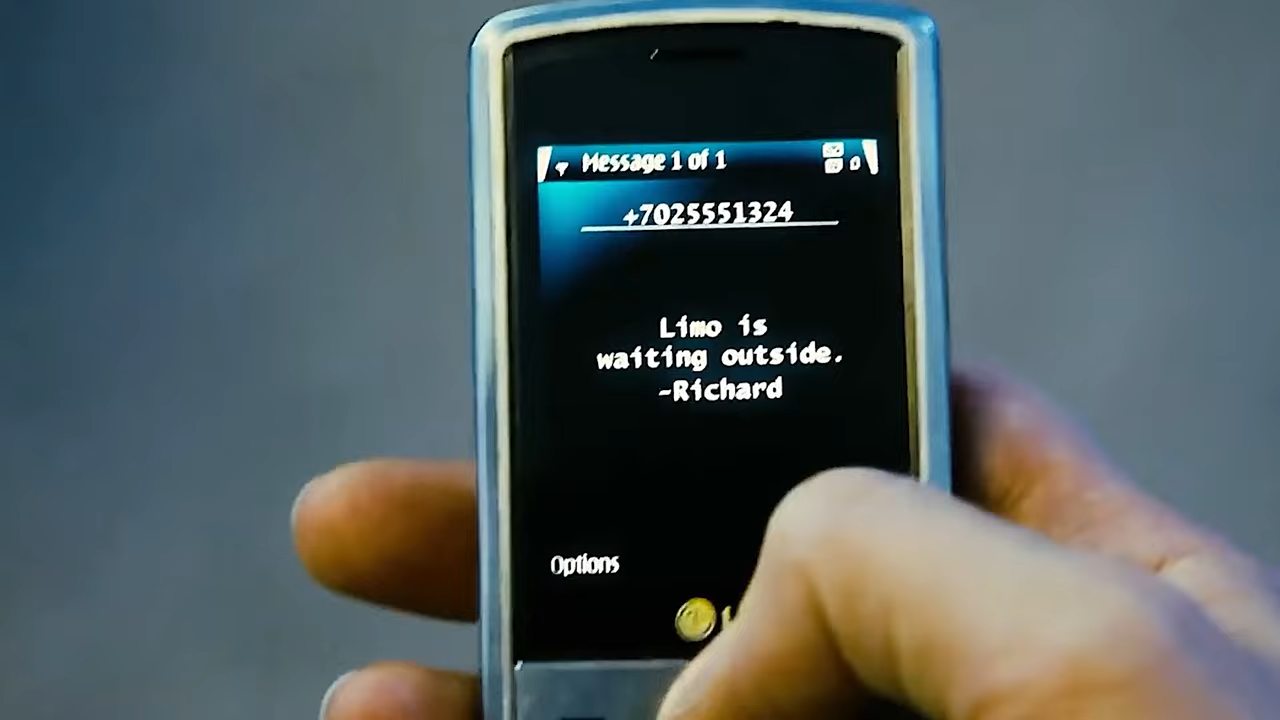 Message 1 of 1
+7025551324
Limo is
waiting outside.
-Richard
Options